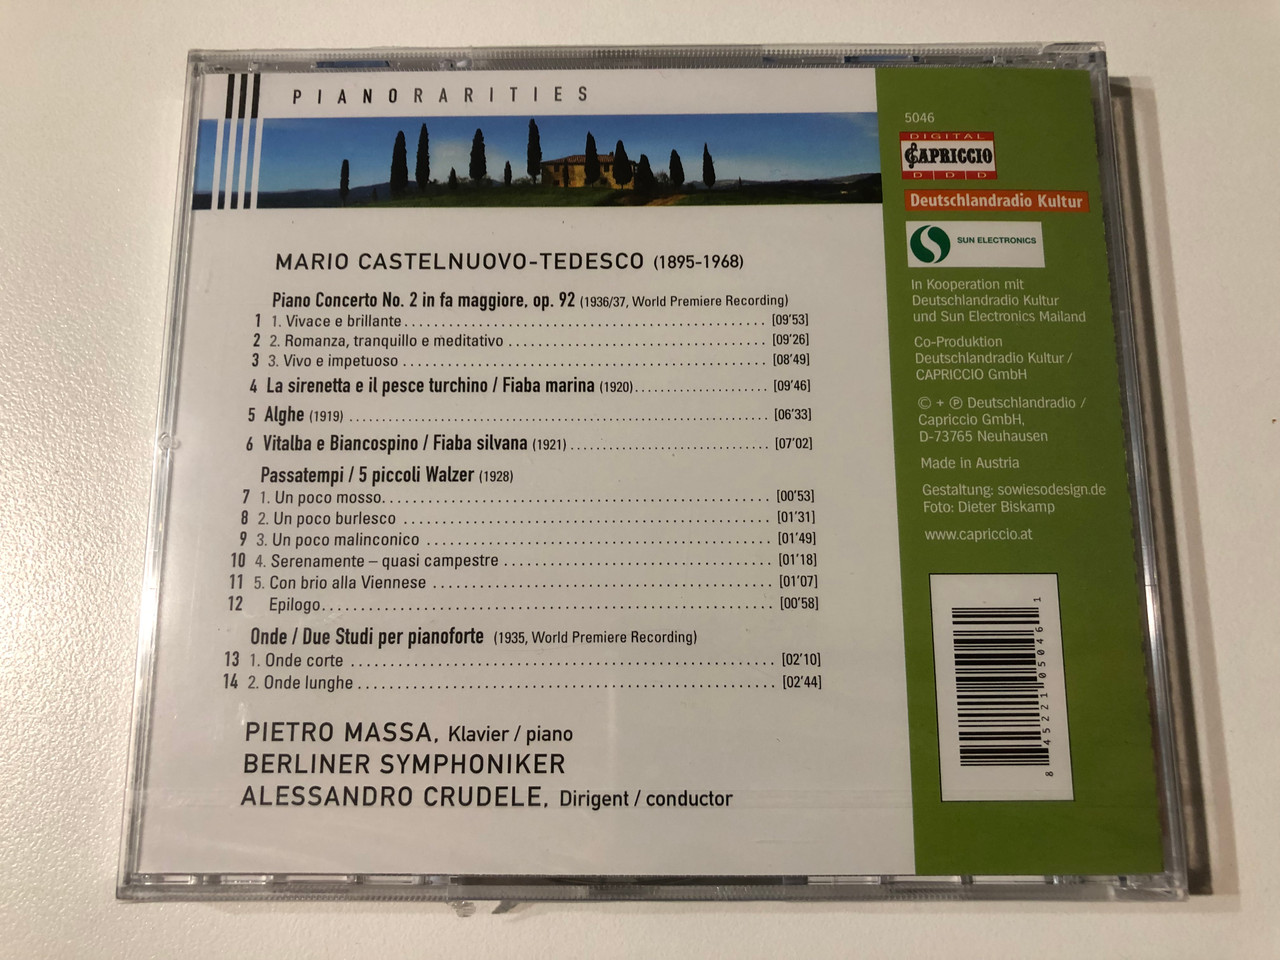 PIANORARITIES
MARIO CASTELNUOVO-TEDESCO (1895-1968)
Piano Concerto No. 2 in fa maggiore, op. 92 (1936/37, World Premiere Recording)
1 1. Vivace e brillante [09'53]
2 2. Romanza, tranquillo e meditativo [09'26]
3 3. Vivo e impetuoso [08'49]
4 La sirenetta e il pesce turchino / Fiaba marina (1920) [09'46]
5 Alghe (1919) [06'33]
6 Vitalba e Biancospino / Fiaba silvana (1921) [07'02]
Passatempi / 5 piccoli Walzer (1928)
7 1. Un poco mosso [00'53]
8 2. Un poco burlesco [01'31]
9 3. Un poco malinconico [01'49]
10 4. Serenamente – quasi campestre [01'18]
11 5. Con brio alla Viennese [01'07]
12 Epilogo [00'58]
Onde / Due Studi per pianoforte (1935, World Premiere Recording)
13 1. Onde corte [02'10]
14 2. Onde lunghe [02'44]
PIETRO MASSA, Klavier / piano
BERLINER SYMPHONIKER
ALESSANDRO CRUDELE, Dirigent / conductor
5046
DIGITAL
CAPRICCIO
D D D
Deutschlandradio Kultur
SUN ELECTRONICS
In Kooperation mit
Deutschlandradio Kultur
und Sun Electronics Mailand
Co-Produktion
Deutschlandradio Kultur /
CAPRICCIO GmbH
© + ℗ Deutschlandradio /
Capriccio GmbH,
D-73765 Neuhausen
Made in Austria
Gestaltung: sowiesodesign.de
Foto: Dieter Biskamp
www.capriccio.at
8 45221 05046 1